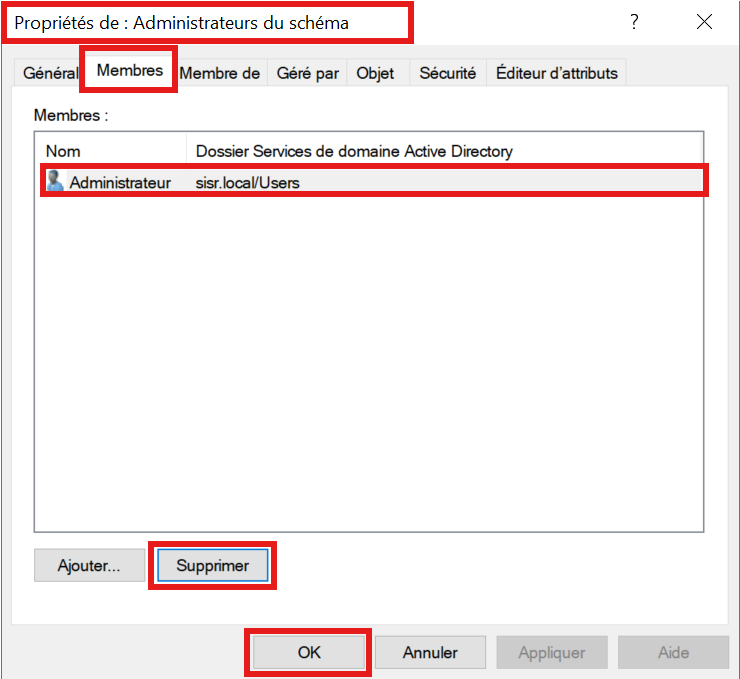 Propriétés de : Administrateurs du schéma ?
Général Membres Membre de Géré par Objet Sécurité Éditeur d'attributs
Membres :
Nom Dossier Services de domaine Active Directory
Administrateur sisr.local/Users
Ajouter... Supprimer
OK Annuler Appliquer Aide